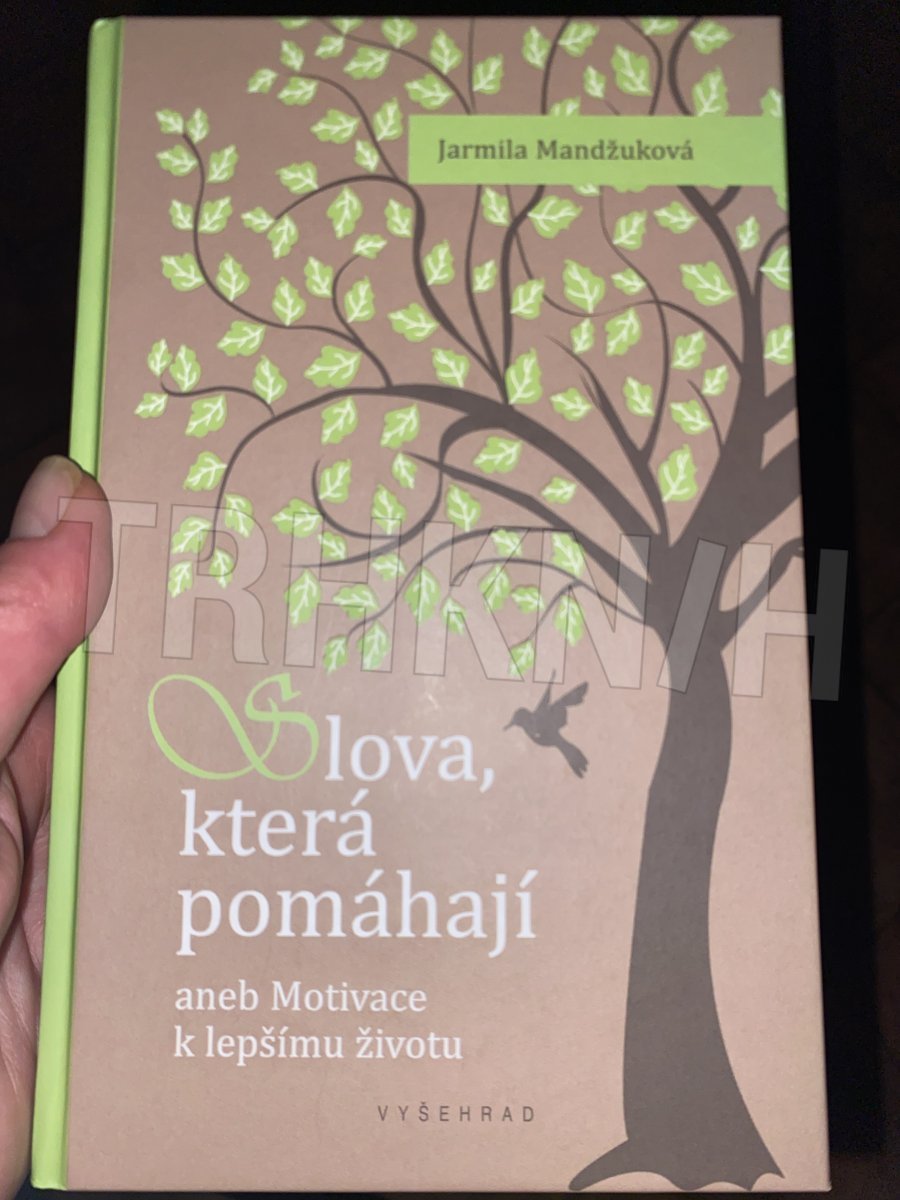 Jarmila Mandžuková
TRHKNIH
Slova,
která
pomáhají
aneb Motivace
k lepšímu životu
VYŠEHRAD